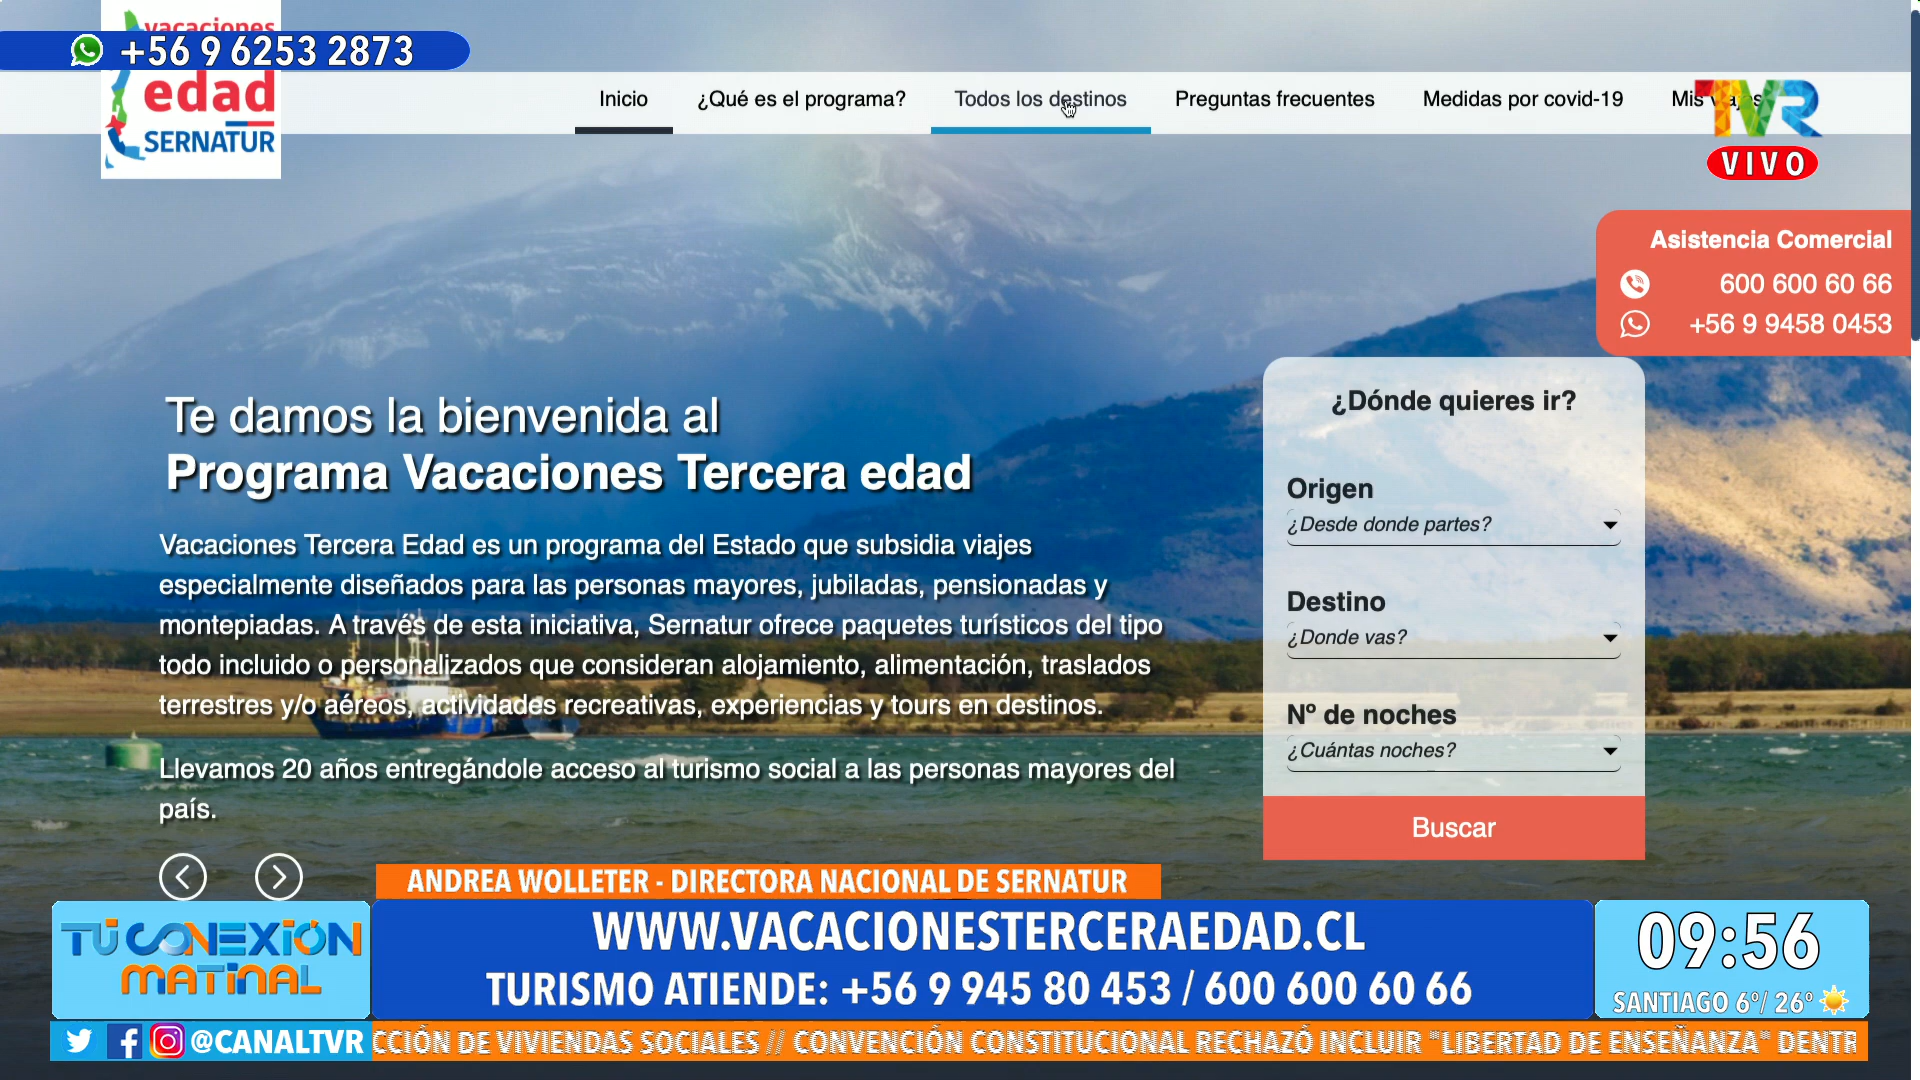 vacaciones
+56 9 6253 2873
edad
SERNATUR
Inicio
¿Qué es el programa?
Todos los destinos
Preguntas frecuentes
Medidas por covid-19
Mis viajes
TVR
VIVO
Asistencia Comercial
600 600 60 66
+56 9 9458 0453
Te damos la bienvenida al
Programa Vacaciones Tercera edad
Vacaciones Tercera Edad es un programa del Estado que subsidia viajes
especialmente diseñados para las personas mayores, jubiladas, pensionadas y
montepiadas. A través de esta iniciativa, Sernatur ofrece paquetes turísticos del tipo
todo incluido o personalizados que consideran alojamiento, alimentación, traslados
terrestres y/o aéreos, actividades recreativas, experiencias y tours en destinos.
Llevamos 20 años entregándole acceso al turismo social a las personas mayores del
país.
¿Dónde quieres ir?
Origen
¿Desde donde partes?
Destino
¿Donde vas?
Nº de noches
¿Cuántas noches?
Buscar
ANDREA WOLLETER - DIRECTORA NACIONAL DE SERNATUR
TÚ CONEXIÓN
MATINAL
WWW.VACACIONESTERCERAEDAD.CL
TURISMO ATIENDE: +56 9 945 80 453 / 600 600 60 66
09:56
SANTIAGO 6º/ 26º
@CANALTVR
CCIÓN DE VIVIENDAS SOCIALES // CONVENCIÓN CONSTITUCIONAL RECHAZÓ INCLUIR "LIBERTAD DE ENSEÑANZA" DENTR